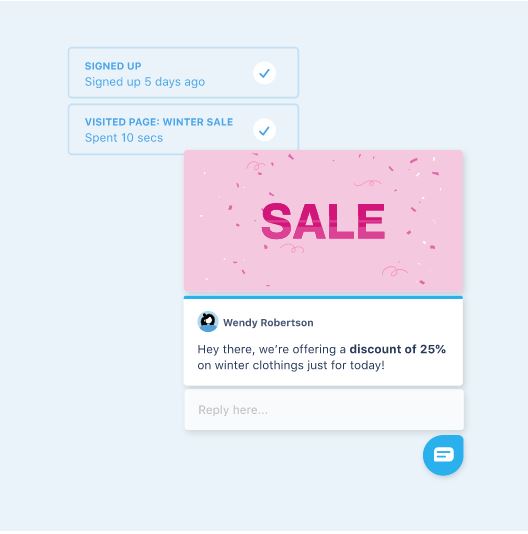 SIGNED UP
Signed up 5 days ago
VISITED PAGE: WINTER SALE
Spent 10 secs
SALE
Wendy Robertson
Hey there, we're offering a discount of 25%
on winter clothings just for today!
Reply here...